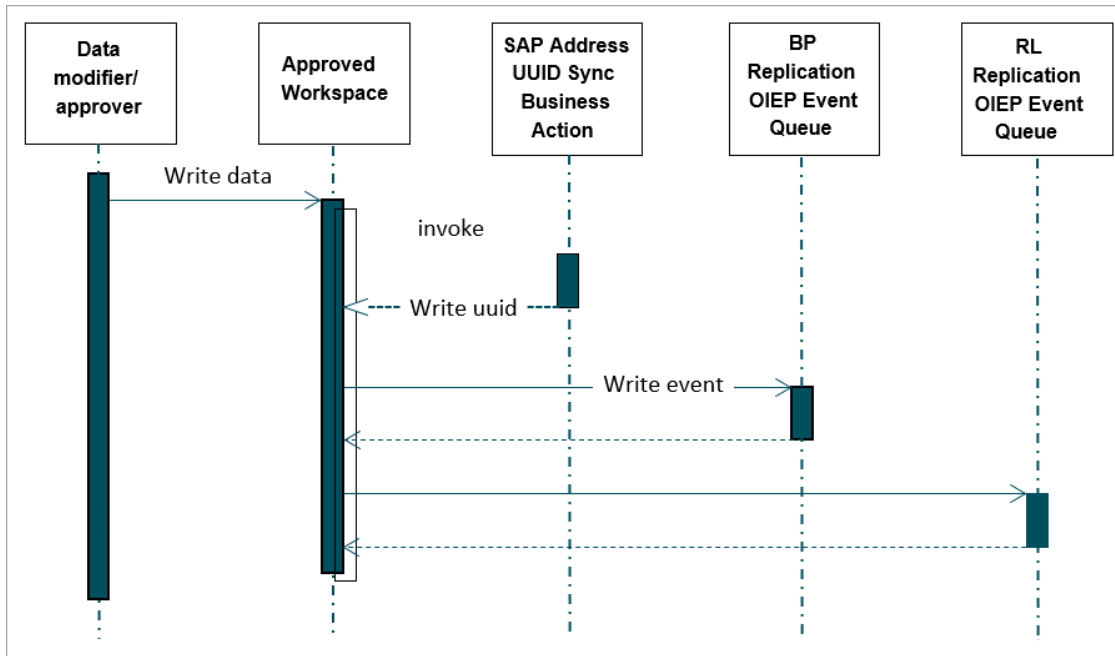 Data
modifier/
approver
Approved
Workspace
SAP Address
UUID Sync
Business
Action
BP
Replication
OIEP Event
Queue
RL
Replication
OIEP Event
Queue
Write data
invoke
Write uuid
Write event